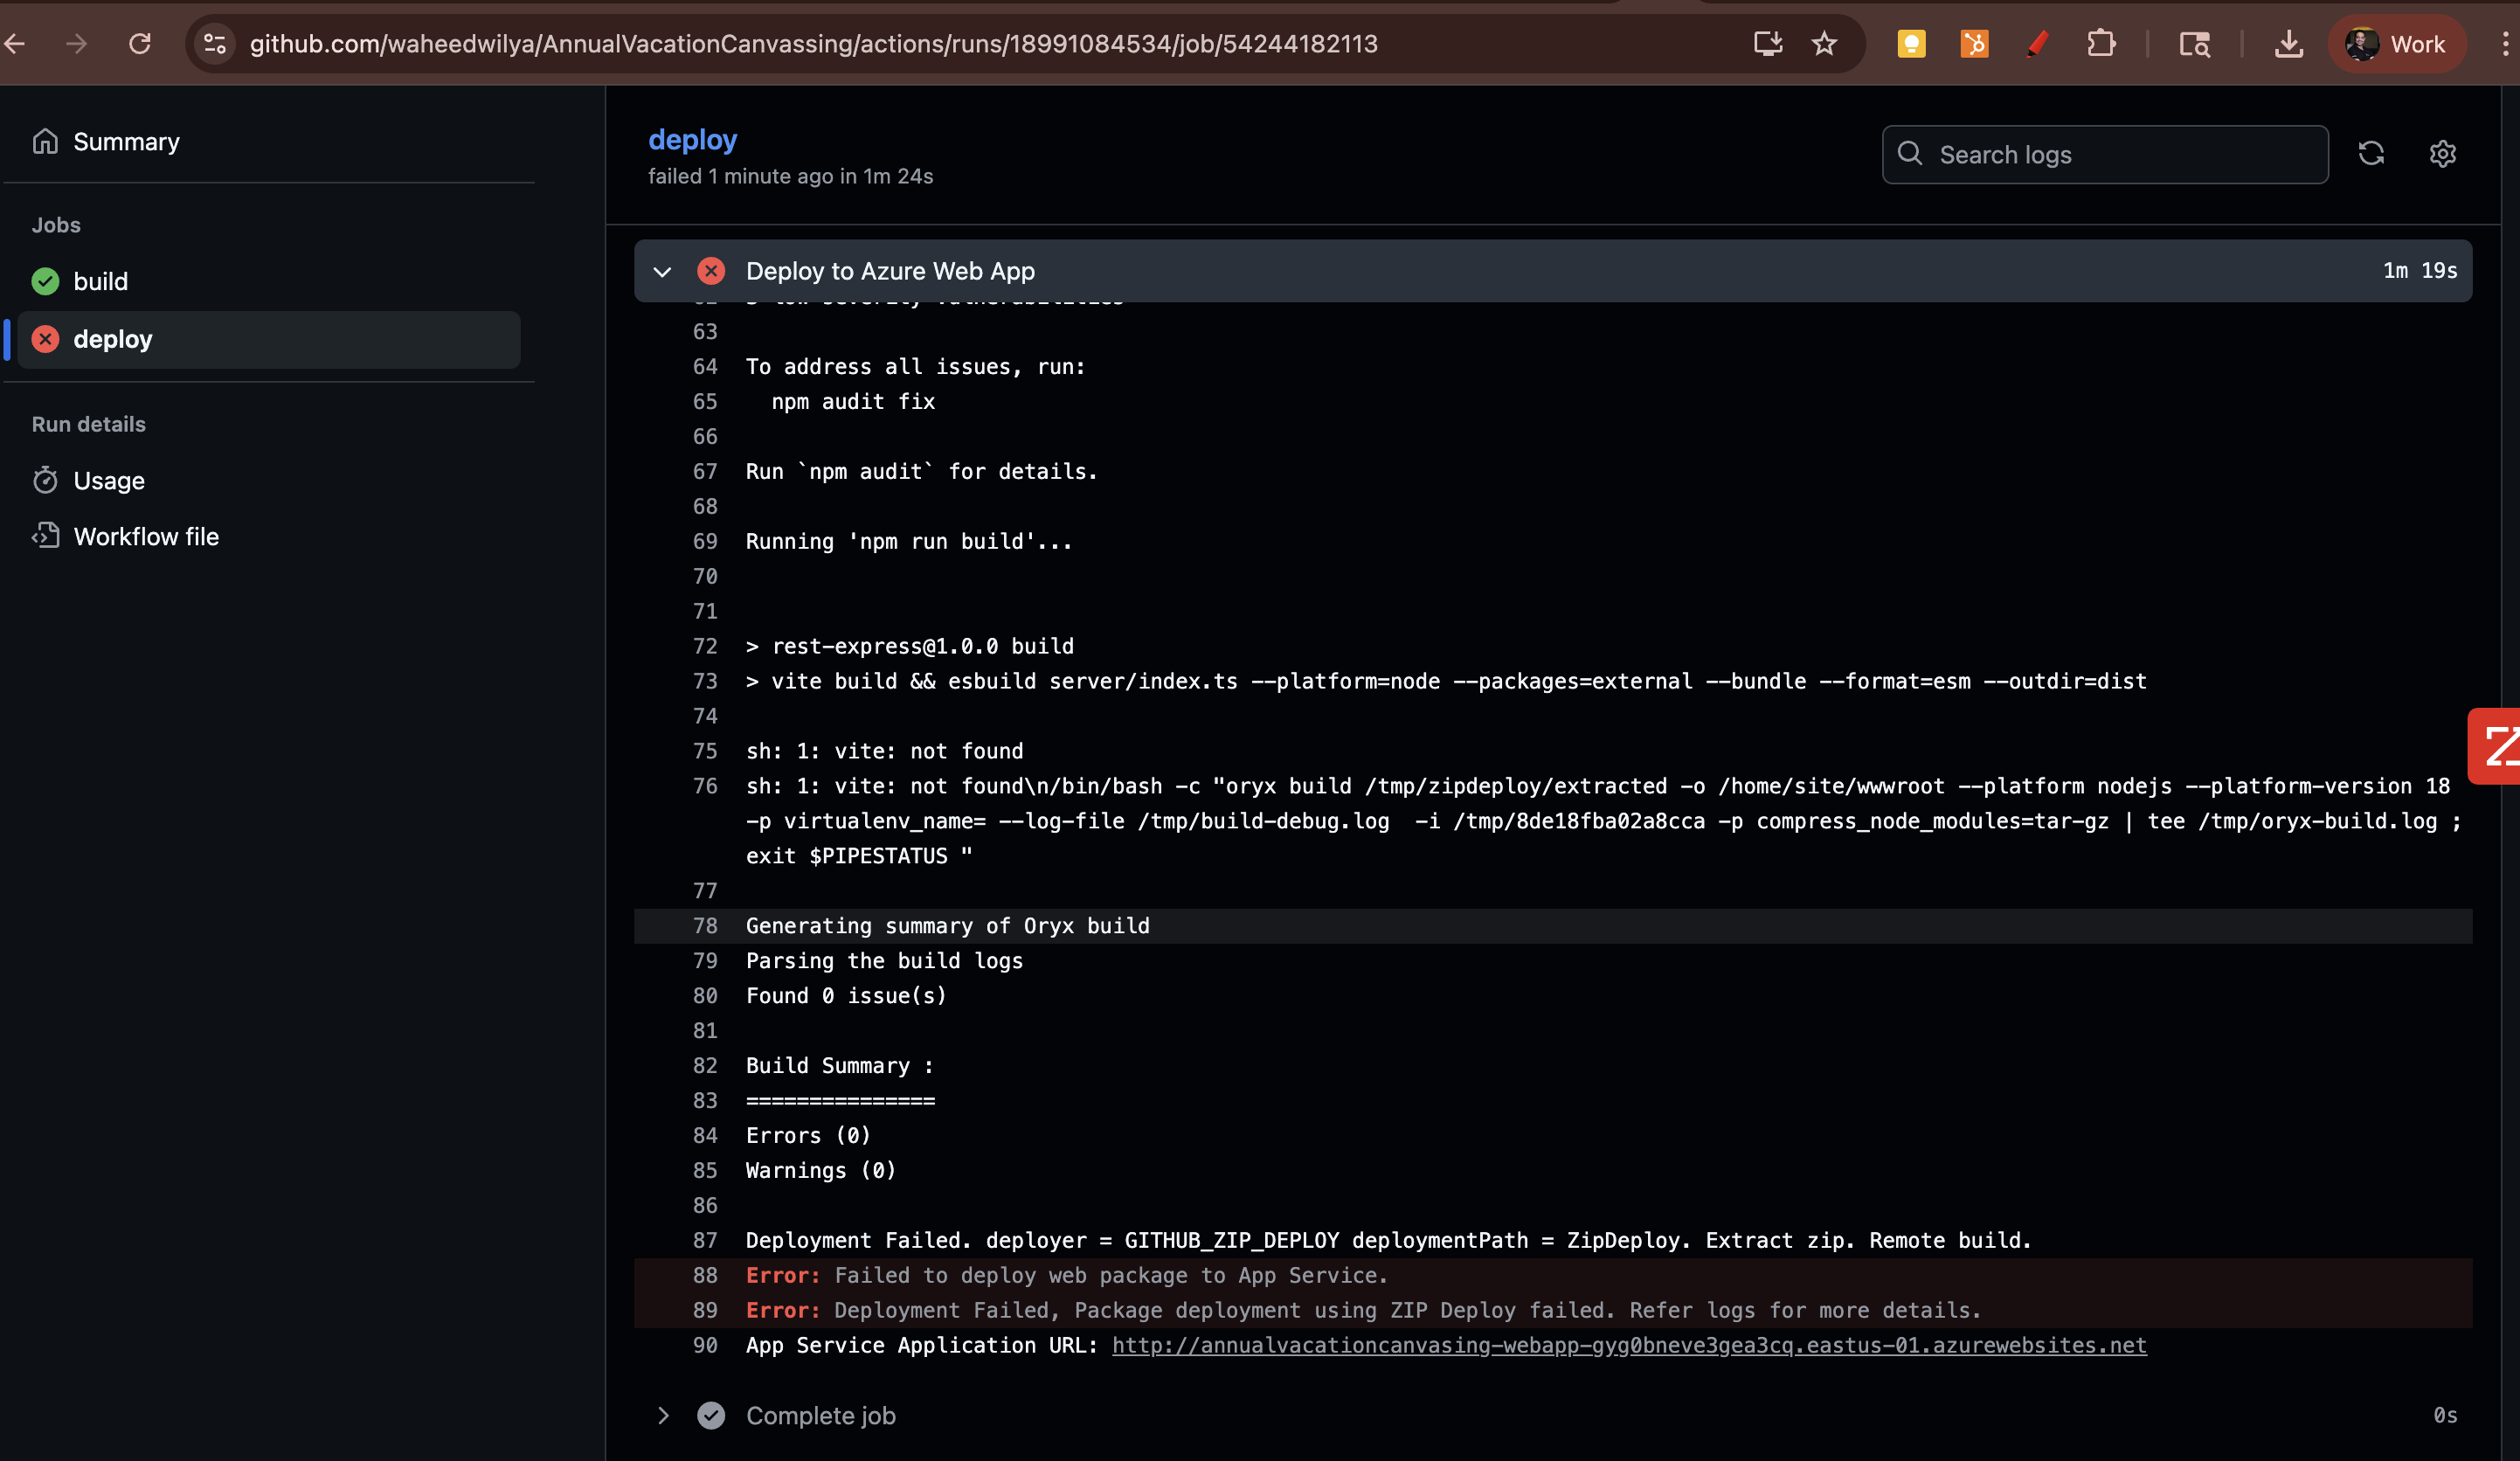 github.com/waheedwilya/AnnualVacationCanvassing/actions/runs/18991084534/job/54244182113
Work
Summary
Jobs
build
deploy
Run details
Usage
Workflow file
deploy
failed 1 minute ago in 1m 24s
Search logs
Deploy to Azure Web App
1m 19s
63
64 To address all issues, run:
65 npm audit fix
66
67 Run `npm audit` for details.
68
69 Running 'npm run build'...
70
71
72 > rest-express@1.0.0 build
73 > vite build && esbuild server/index.ts --platform=node --packages=external --bundle --format=esm --outdir=dist
74
75 sh: 1: vite: not found
76 sh: 1: vite: not found\n/bin/bash -c "oryx build /tmp/zipdeploy/extracted -o /home/site/wwwroot --platform nodejs --platform-version 18
-p virtualenv_name= --log-file /tmp/build-debug.log  -i /tmp/8de18fba02a8cca -p compress_node_modules=tar-gz | tee /tmp/oryx-build.log ;
exit $PIPESTATUS "
77
78 Generating summary of Oryx build
79 Parsing the build logs
80 Found 0 issue(s)
81
82 Build Summary :
83 ===============
84 Errors (0)
85 Warnings (0)
86
87 Deployment Failed. deployer = GITHUB_ZIP_DEPLOY deploymentPath = ZipDeploy. Extract zip. Remote build.
88 Error: Failed to deploy web package to App Service.
89 Error: Deployment Failed, Package deployment using ZIP Deploy failed. Refer logs for more details.
90 App Service Application URL: http://annualvacationcanvasing-webapp-gyg0bneve3gea3cq.eastus-01.azurewebsites.net
Complete job
0s